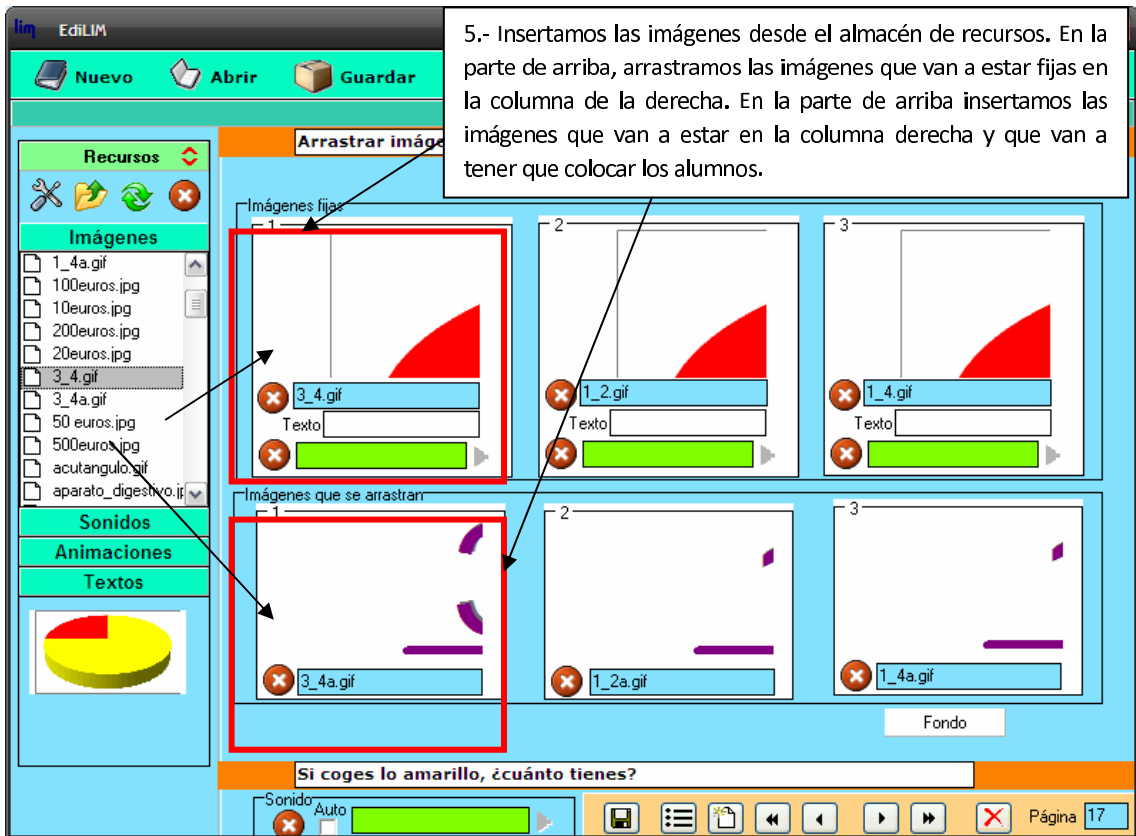 lim EdiLIM
5.- Insertamos las imágenes desde el almacén de recursos. En la
parte de arriba, arrastramos las imágenes que van a estar fijas en
la columna de la derecha. En la parte de arriba insertamos las
imágenes que van a estar en la columna derecha y que van a
tener que colocar los alumnos.
Nuevo Abrir Guardar
Arrastrar imáge
Recursos
Imágenes
1_4a.gif
100euros.jpg
10euros.jpg
200euros.jpg
20euros.jpg
3_4.gif
3_4a.gif
50 euros.jpg
500euros.jpg
acutangulo.gif
aparato_digestivo.jp
Sonidos
Animaciones
Textos
Imágenes fijas
1 2 3
3_4.gif 1_2.gif 1_4.gif
Texto Texto Texto
Imágenes que se arrastran
1 2 3
3_4a.gif 1_2a.gif 1_4a.gif
Fondo
Si coges lo amarillo, ¿cuánto tienes?
Sonido
Auto
Página 17